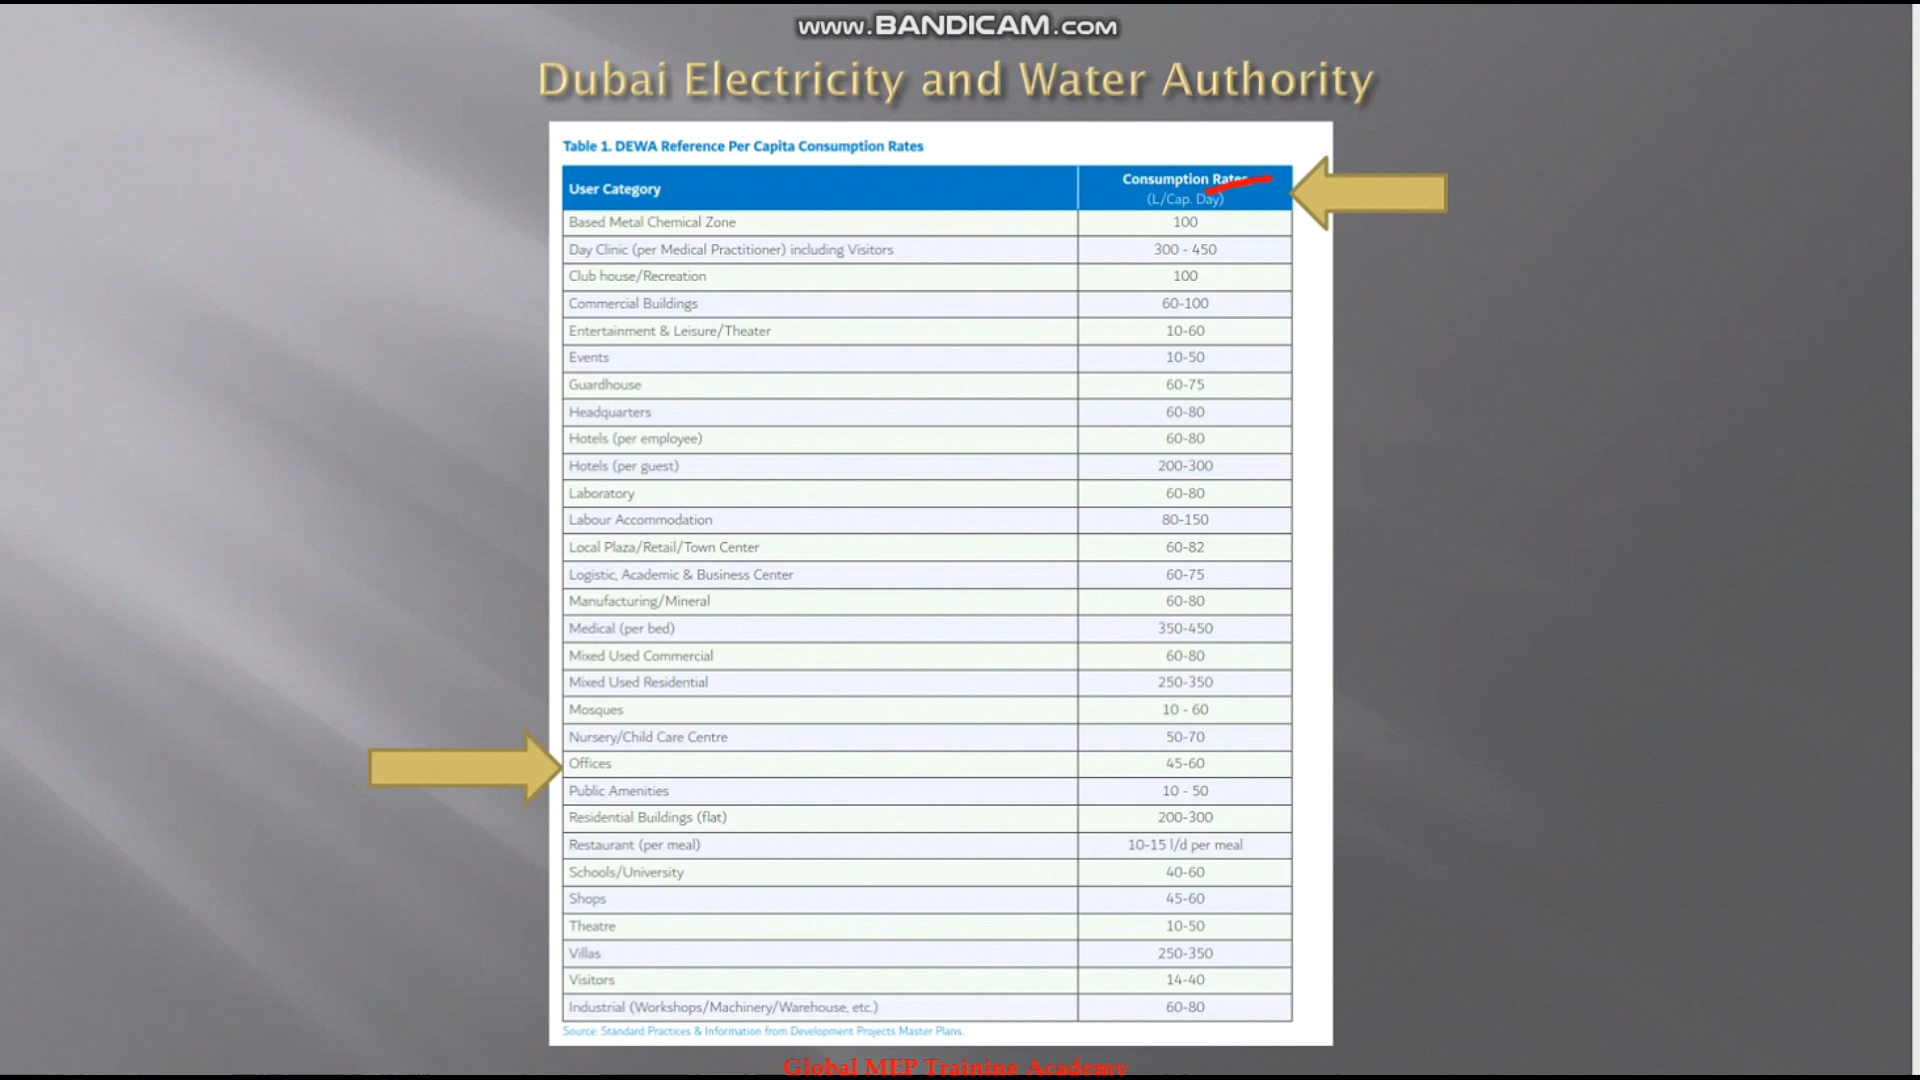 www.BANDICAM.com
Dubai Electricity and Water Authority
Table 1. DEWA Reference Per Capita Consumption Rates
User Category Consumption Rates
(L/Cap. Day)
Based Metal Chemical Zone 100
Day Clinic (per Medical Practitioner) including Visitors 300 - 450
Club house/Recreation 100
Commercial Buildings 60-100
Entertainment & Leisure/Theater 10-60
Events 10-50
Guardhouse 60-75
Headquarters 60-80
Hotels (per employee) 60-80
Hotels (per guest) 200-300
Laboratory 60-80
Labour Accommodation 80-150
Local Plaza/Retail/Town Center 60-82
Logistic, Academic & Business Center 60-75
Manufacturing/Mineral 60-80
Medical (per bed) 350-450
Mixed Used Commercial 60-80
Mixed Used Residential 250-350
Mosques 10 - 60
Nursery/Child Care Centre 50-70
Offices 45-60
Public Amenities 10 - 50
Residential Buildings (flat) 200-300
Restaurant (per meal) 10-15 l/d per meal
Schools/University 40-60
Shops 45-60
Theatre 10-50
Villas 250-350
Visitors 14-40
Industrial (Workshops/Machinery/Warehouse, etc.) 60-80
Source: Standard Practices & Information from Development Projects Master Plans.
Global MEP Training Academy